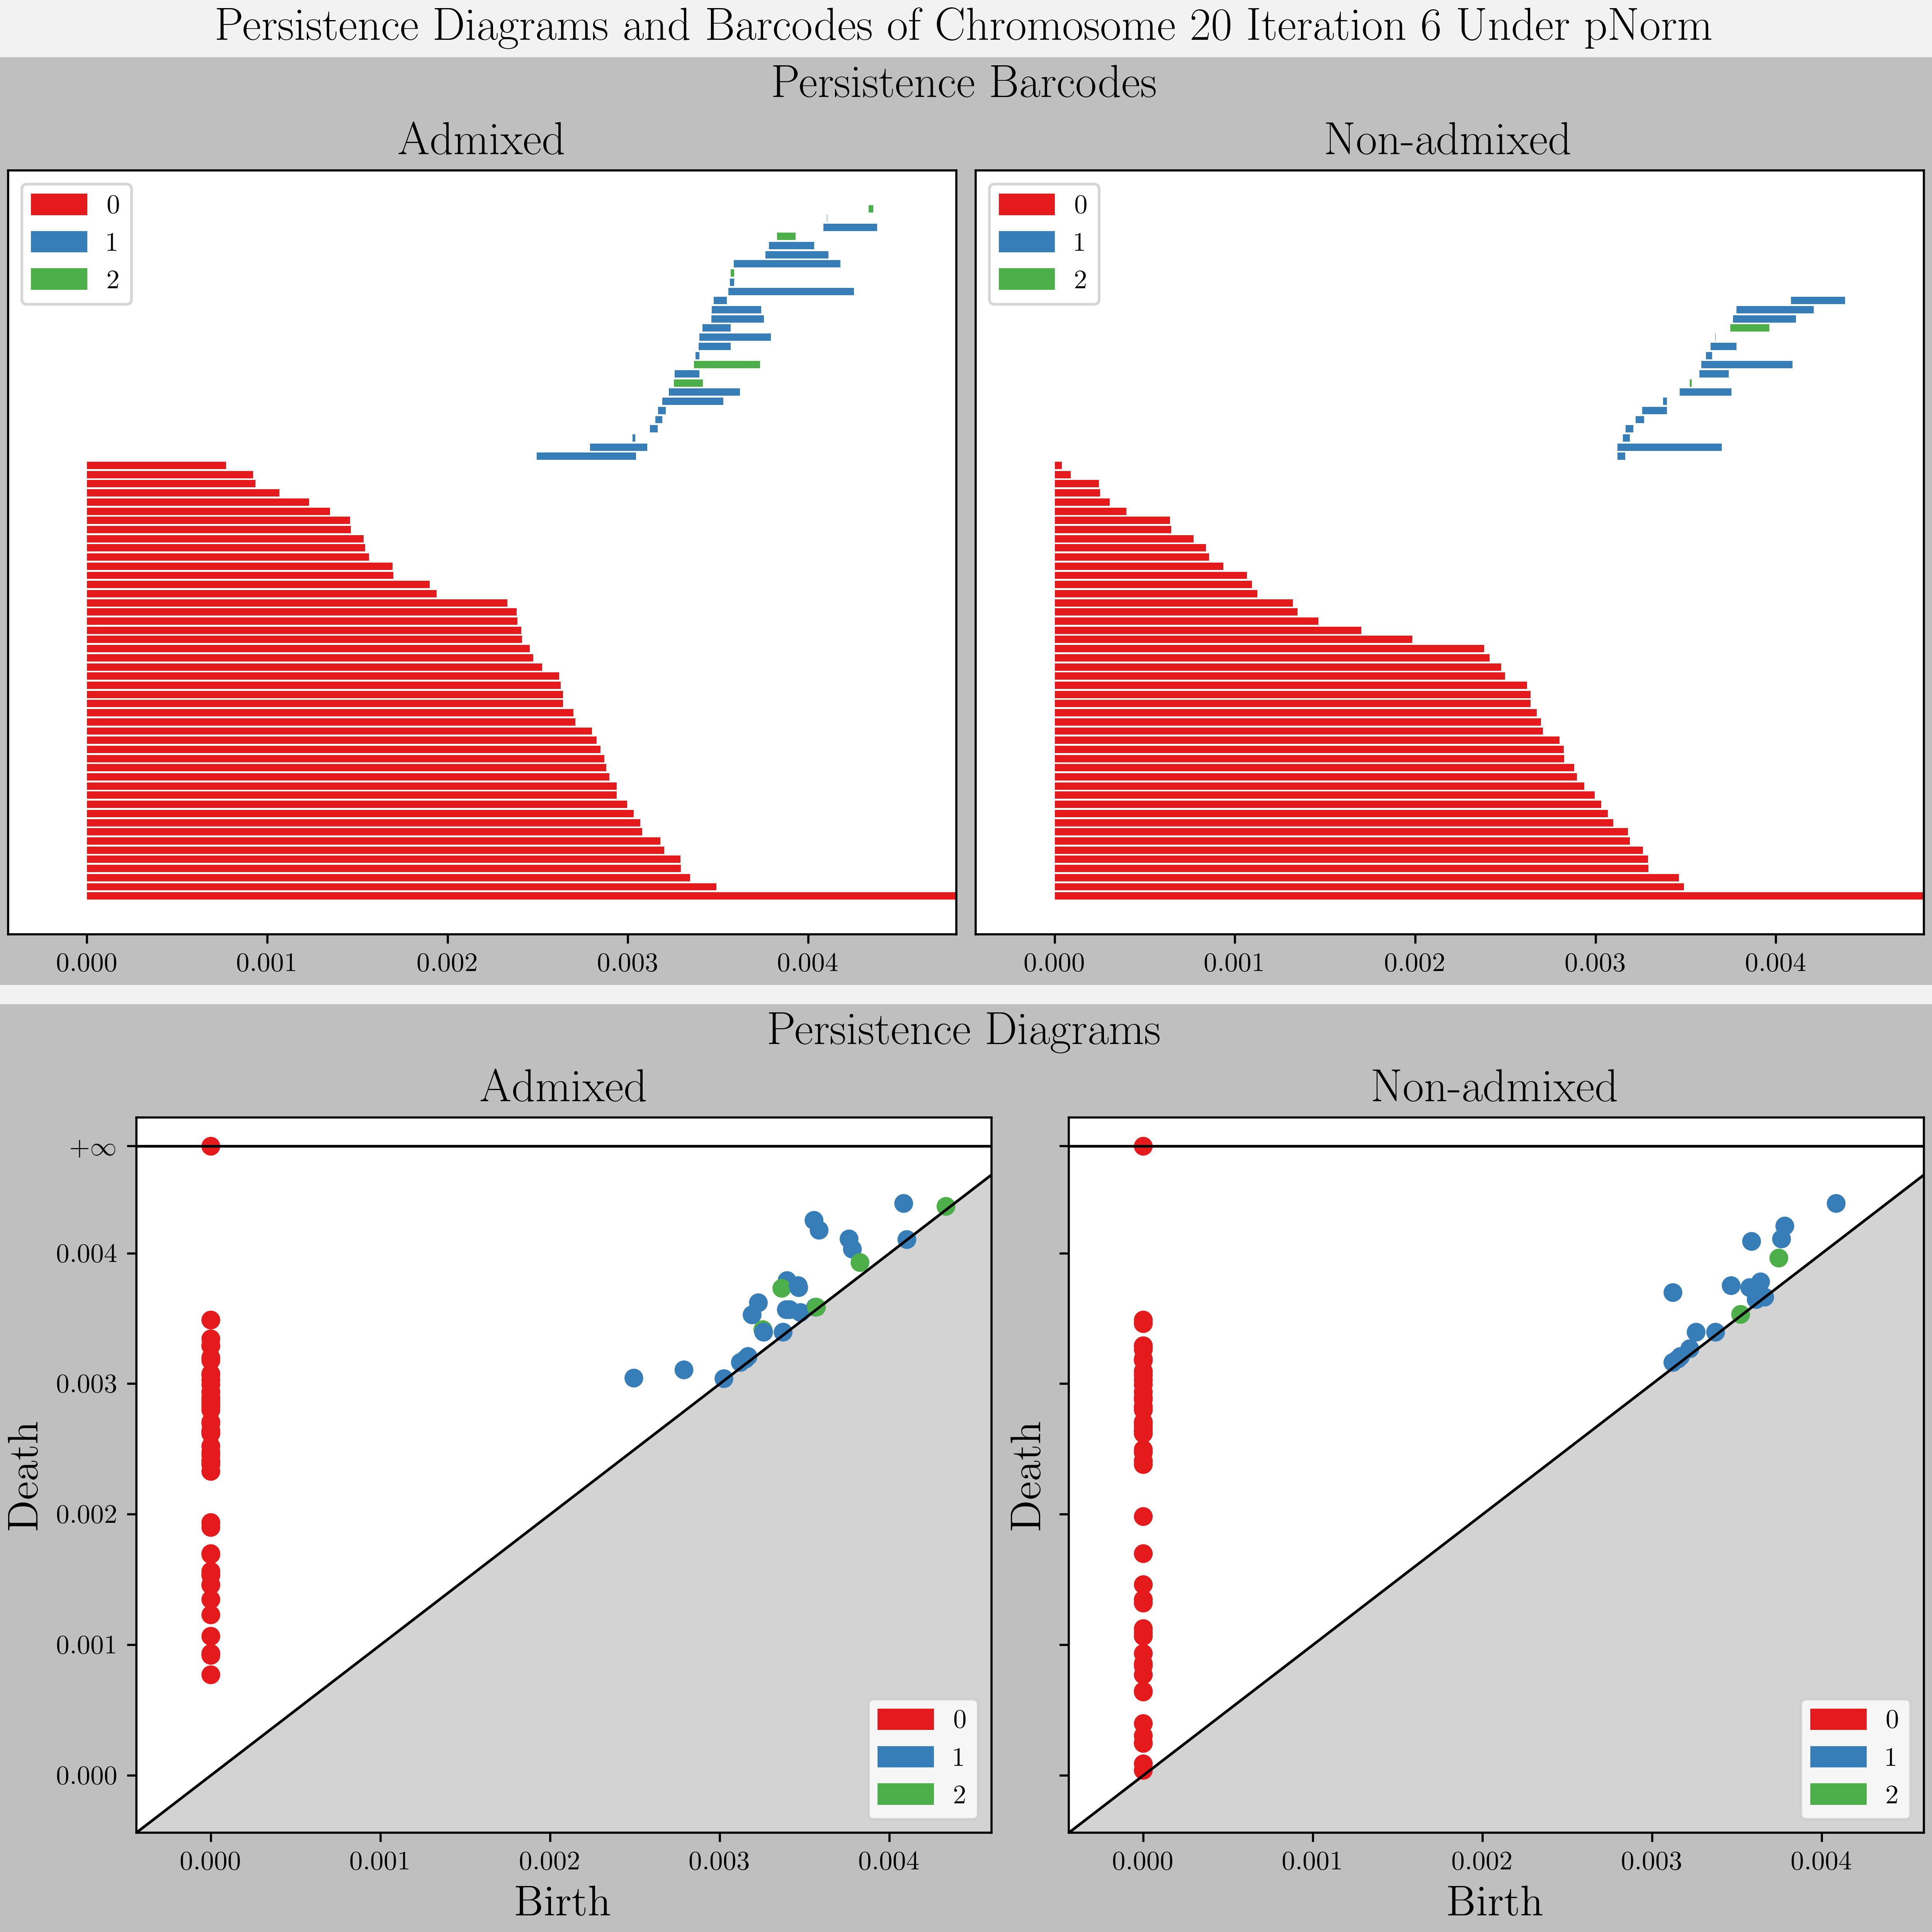 Persistence Diagrams and Barcodes of Chromosome 20 Iteration 6 Under pNorm
Persistence Barcodes
Admixed
0
1
2
0.000 0.001 0.002 0.003 0.004
Non-admixed
0
1
2
0.000 0.001 0.002 0.003 0.004
Persistence Diagrams
Admixed
Death
+∞
0.004
0.003
0.002
0.001
0.000
0
1
2
0.000 0.001 0.002 0.003 0.004
Birth
Non-admixed
Death
0
1
2
0.000 0.001 0.002 0.003 0.004
Birth